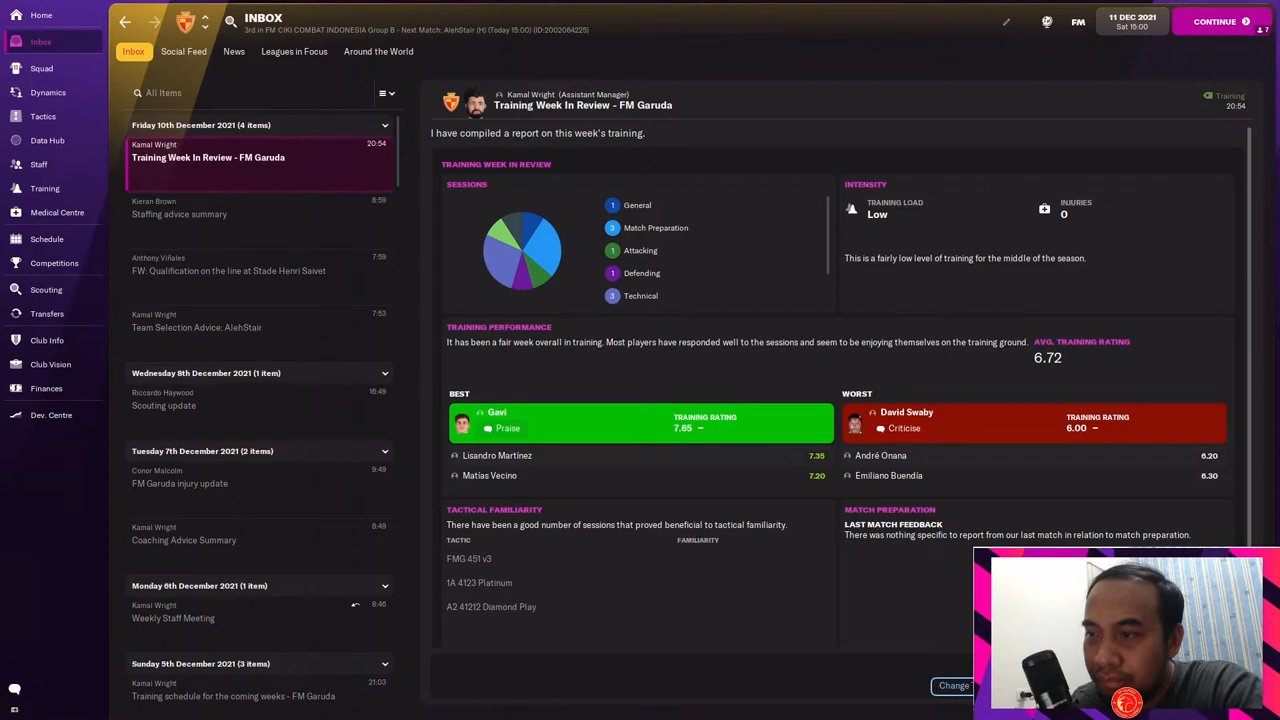 Home
Inbox
Squad
Dynamics
Tactics
Data Hub
Staff
Training
Medical Centre
Schedule
Competitions
Scouting
Transfers
Club Info
Club Vision
Finances
Dev. Centre
INBOX
3rd in FM CIKI COMBAT INDONESIA Group B - Next Match: AlehStair (H) (Today 15:00) (ID:2002064225)
FM
11 DEC 2021
Sat 15:00
CONTINUE
7
Inbox
Social Feed
News
Leagues in Focus
Around the World
All Items
Friday 10th December 2021 (4 items)
Kamal Wright
20:54
Training Week In Review - FM Garuda
Kieran Brown
8:59
Staffing advice summary
Anthony Viñales
7:59
FW: Qualification on the line at Stade Henri Saivet
Kamal Wright
7:53
Team Selection Advice: AlehStair
Wednesday 8th December 2021 (1 item)
Riccardo Haywood
16:49
Scouting update
Tuesday 7th December 2021 (2 items)
Conor Malcolm
9:49
FM Garuda injury update
Kamal Wright
8:49
Coaching Advice Summary
Monday 6th December 2021 (1 item)
Kamal Wright
8:46
Weekly Staff Meeting
Sunday 5th December 2021 (3 items)
Kamal Wright
21:03
Training schedule for the coming weeks - FM Garuda
Kamal Wright (Assistant Manager)
Training Week In Review - FM Garuda
Training
20:54
I have compiled a report on this week's training.
TRAINING WEEK IN REVIEW
SESSIONS
1 General
3 Match Preparation
1 Attacking
1 Defending
3 Technical
INTENSITY
TRAINING LOAD
Low
INJURIES
0
This is a fairly low level of training for the middle of the season.
TRAINING PERFORMANCE
It has been a fair week overall in training. Most players have responded well to the sessions and seem to be enjoying themselves on the training ground.
AVG. TRAINING RATING
6.72
BEST
Gavi
Praise
TRAINING RATING
7.65 –
Lisandro Martínez
7.35
Matías Vecino
7.20
WORST
David Swaby
Criticise
TRAINING RATING
6.00 –
André Onana
6.20
Emiliano Buendía
6.30
TACTICAL FAMILIARITY
There have been a good number of sessions that proved beneficial to tactical familiarity.
TACTIC
FAMILIARITY
FMG 451 v3
1A 4123 Platinum
A2 41212 Diamond Play
MATCH PREPARATION
LAST MATCH FEEDBACK
There was nothing specific to report from our last match in relation to match preparation.
Change